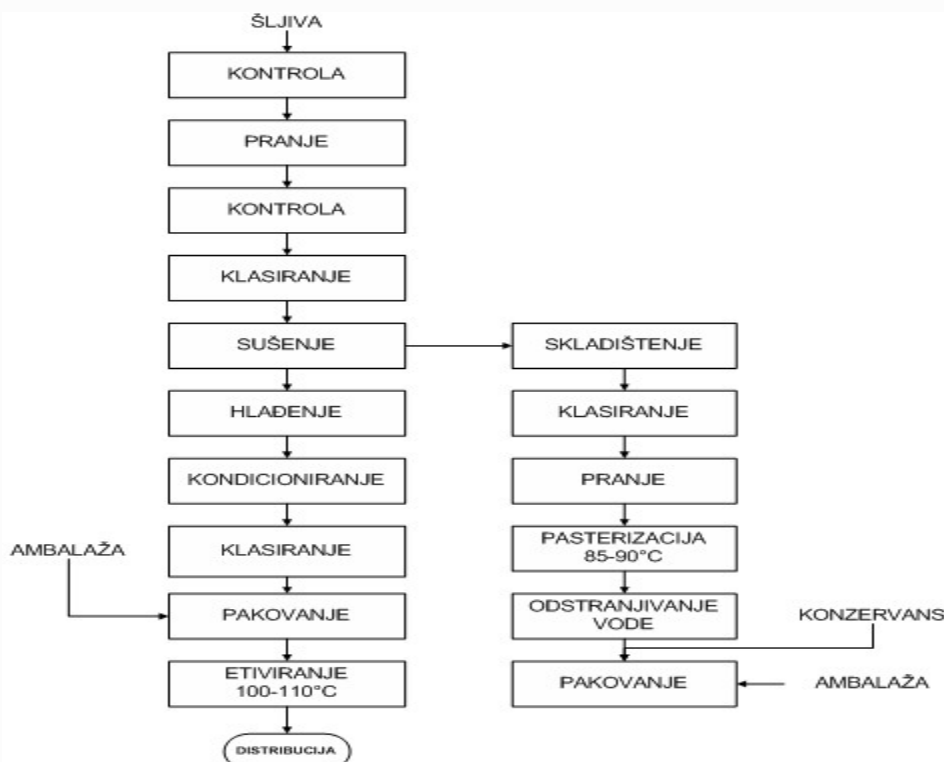 ŠLJIVA
KONTROLA
PRANJE
KONTROLA
KLASIRANJE
SUŠENJE
HLAĐENJE
KONDICIONIRANJE
KLASIRANJE
AMBALAŽA
PAKOVANJE
ETIVIRANJE
100-110°C
DISTRIBUCIJA
SKLADIŠTENJE
KLASIRANJE
PRANJE
PASTERIZACIJA
85-90°C
ODSTRANJIVANJE
VODE
KONZERVANS
PAKOVANJE
AMBALAŽA